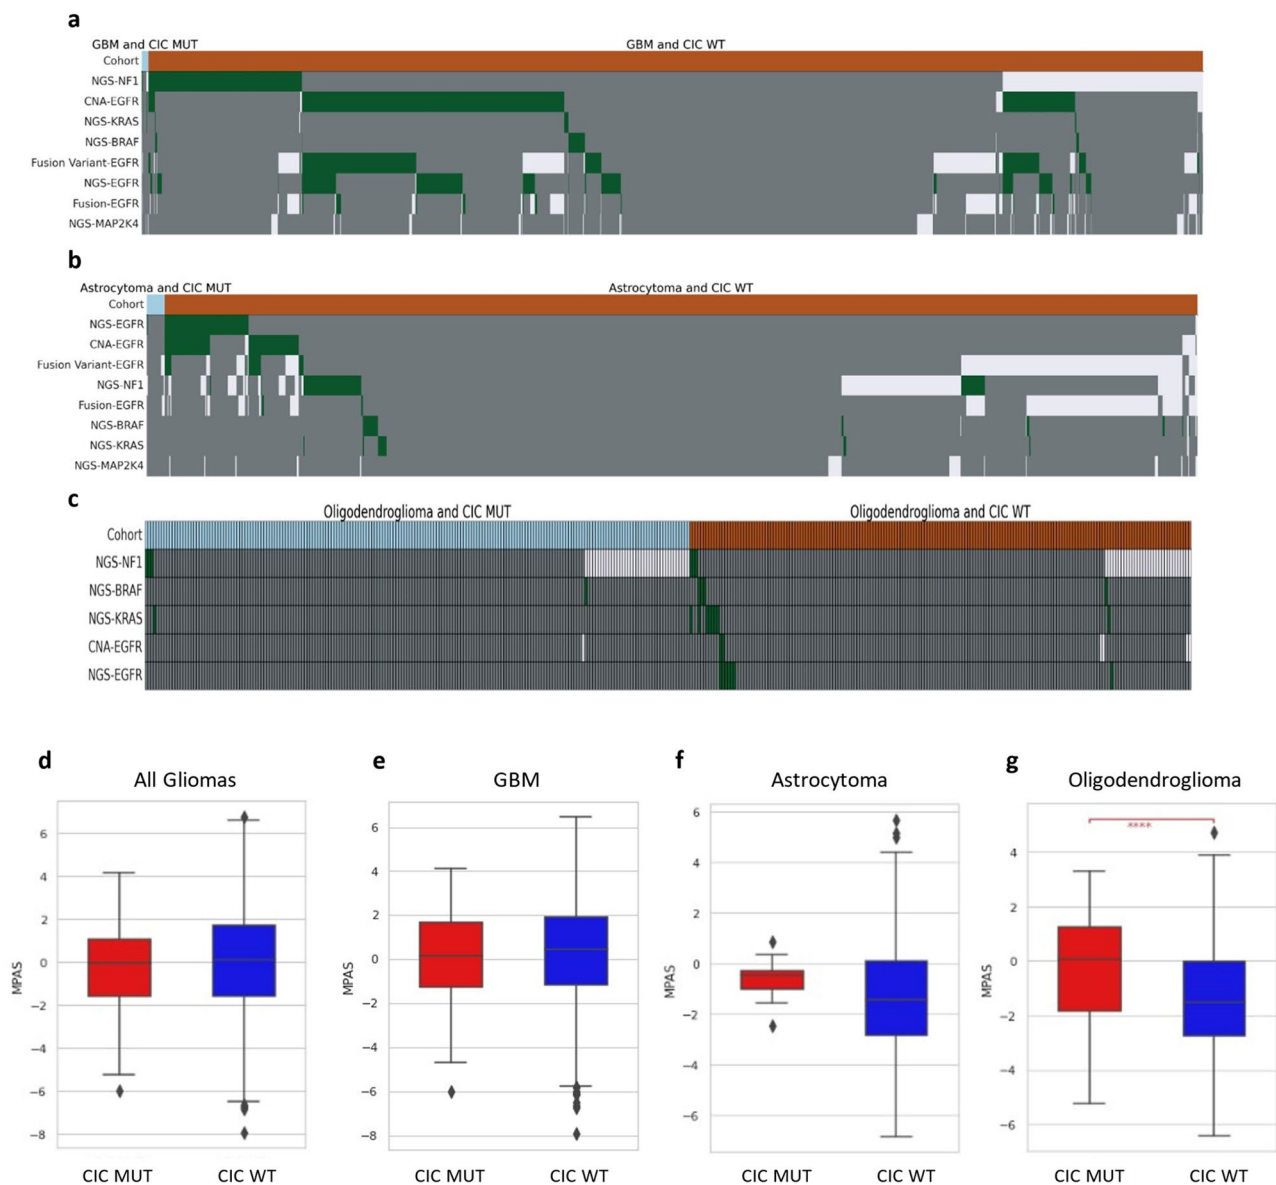 a
GBM and CIC MUT GBM and CIC WT
Cohort
NGS-NF1
CNA-EGFR
NGS-KRAS
NGS-BRAF
Fusion Variant-EGFR
NGS-EGFR
Fusion-EGFR
NGS-MAP2K4
b
Astrocytoma and CIC MUT Astrocytoma and CIC WT
Cohort
NGS-EGFR
CNA-EGFR
Fusion Variant-EGFR
NGS-NF1
Fusion-EGFR
NGS-BRAF
NGS-KRAS
NGS-MAP2K4
c
Oligodendroglioma and CIC MUT Oligodendroglioma and CIC WT
Cohort
NGS-NF1
NGS-BRAF
NGS-KRAS
CNA-EGFR
NGS-EGFR
d
All Gliomas
MPAS
6
4
2
0
−2
−4
−6
−8
CIC MUT CIC WT
e
GBM
MPAS
6
4
2
0
−2
−4
−6
−8
CIC MUT CIC WT
f
Astrocytoma
MPAS
6
4
2
0
−2
−4
−6
CIC MUT CIC WT
g
Oligodendroglioma
****
MPAS
4
2
0
−2
−4
−6
CIC MUT CIC WT